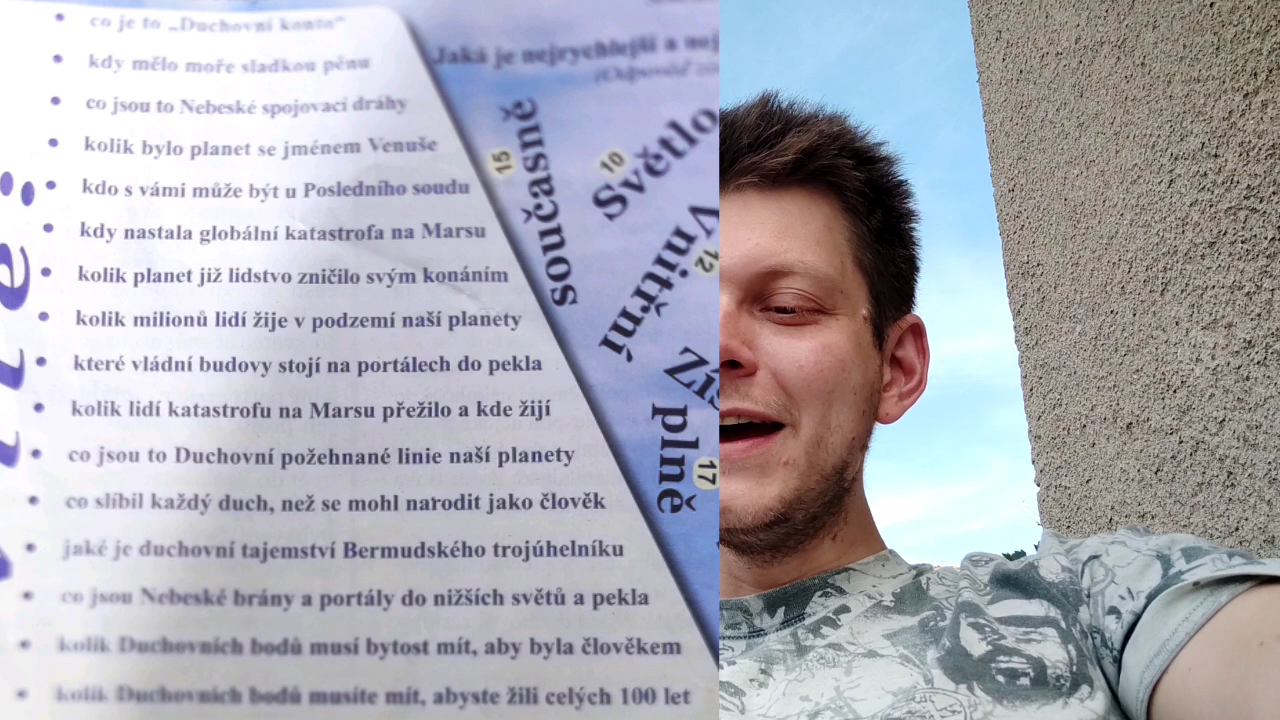 co je to „Duchovní konto“
kdy mělo moře sladkou pěnu
co jsou to Nebeské spojovací dráhy
kolik bylo planet se jménem Venuše
kdo s vámi může být u Posledního soudu
kdy nastala globální katastrofa na Marsu
kolik planet již lidstvo zničilo svým konáním
kolik milionů lidí žije v podzemí naší planety
které vládní budovy stojí na portálech do pekla
kolik lidí katastrofu na Marsu přežilo a kde žijí
co jsou to Duchovní požehnané linie naší planety
co slíbil každý duch, než se mohl narodit jako člověk
jaké je duchovní tajemství Bermudského trojúhelníku
co jsou Nebeské brány a portály do nižších světů a pekla
kolik Duchovních bodů musí bytost mít, aby byla člověkem
kolik Duchovních bodů musíte mít, abyste žili celých 100 let
Jaká je nejrychlejší a
15
současně
10
Světlo
12
Vnitřní
17
plně